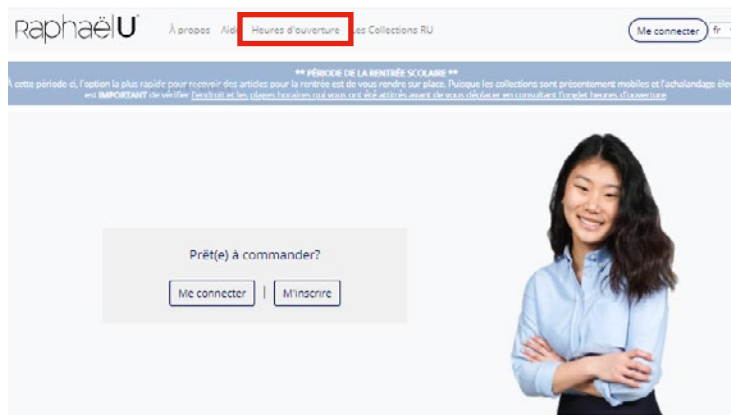 Raphaël U À propos Aide Heures d'ouverture Les Collections RU Me connecter fr
** PÉRIODE DE LA RENTRÉE SCOLAIRE **
À cette période ci, l'option la plus rapide pour recevoir des articles pour la rentrée est de vous rendre sur place. Puisque les collections sont présentement mobiles et l'achalandage éle
est IMPORTANT de vérifier l'endroit et les plages horaires qui vous ont été attitrés avant de vous déplacer en consultant l'onglet heures d'ouverture
Prêt(e) à commander?
Me connecter | M'inscrire